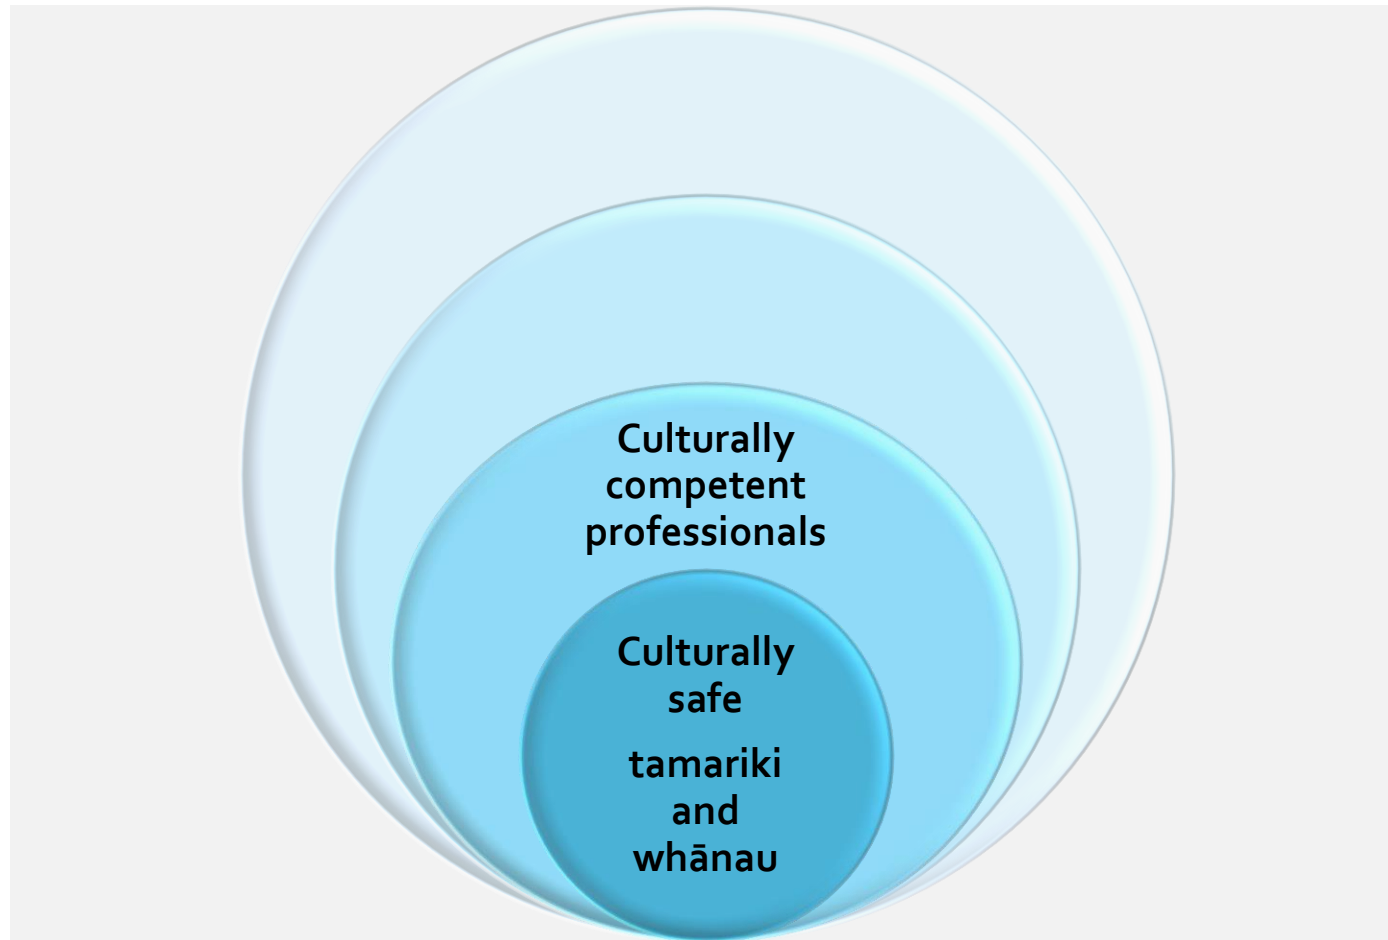 Culturally
competent
professionals
Culturally
safe
tamariki
and
whānau